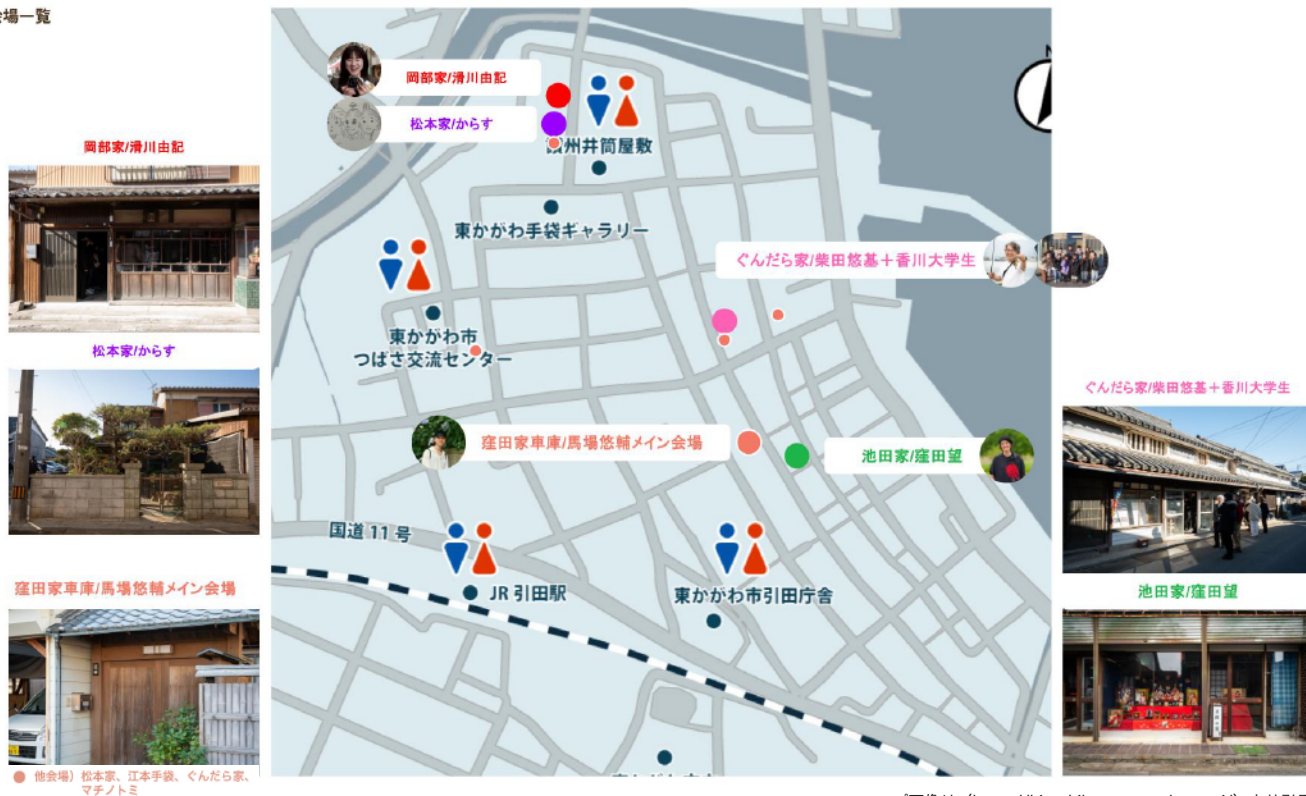 会場一覧
岡部家/滑川由記
松本家/からす
窪田家車庫/馬場悠輔メイン会場
他会場）松本家、江本手袋、ぐんだら家、
マチノトミ
岡部家/滑川由記
松本家/からす
州井筒屋敷
東かがわ手袋ギャラリー
ぐんだら家/柴田悠基＋香川大学生
東かがわ市
つばさ交流センター
窪田家車庫/馬場悠輔メイン会場
池田家/窪田望
国道11号
JR引田駅
東かがわ市引田庁舎
ぐんだら家/柴田悠基＋香川大学生
池田家/窪田望